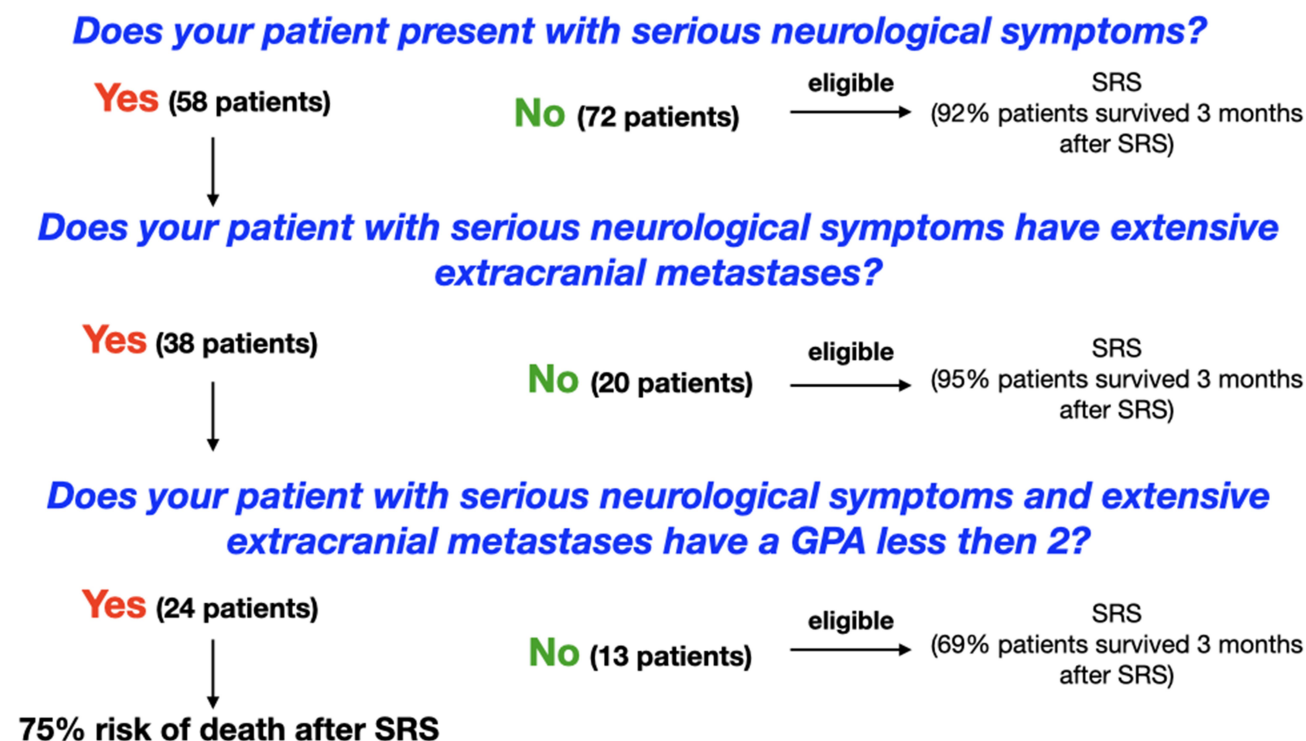 Does your patient present with serious neurological symptoms?
Yes (58 patients)
No (72 patients)
eligible
SRS
(92% patients survived 3 months
after SRS)
Does your patient with serious neurological symptoms have extensive
extracranial metastases?
Yes (38 patients)
No (20 patients)
eligible
SRS
(95% patients survived 3 months
after SRS)
Does your patient with serious neurological symptoms and extensive
extracranial metastases have a GPA less then 2?
Yes (24 patients)
No (13 patients)
eligible
SRS
(69% patients survived 3 months
after SRS)
75% risk of death after SRS